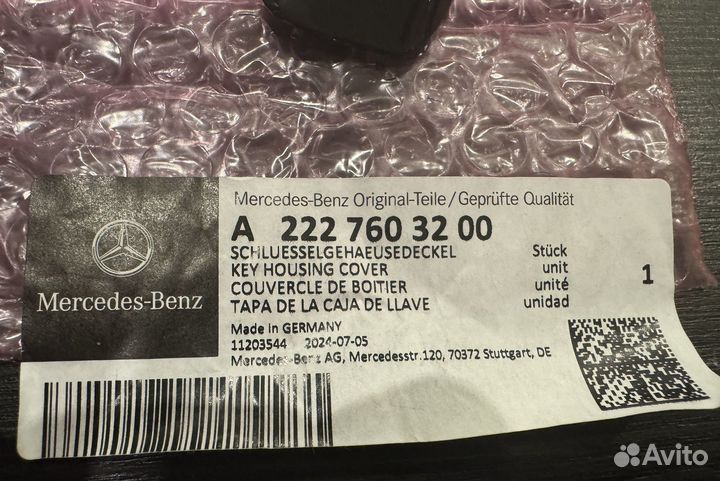 Mercedes-Benz Original-Teile/Geprüfte Qualität
A 222 760 32 00
SCHLUESSELGEHAEUSEDECKEL Stück
KEY HOUSING COVER unit 1
COUVERCLE DE BOITIER unité
TAPA DE LA CAJA DE LLAVE unidad
Mercedes-Benz
Made in GERMANY
11203544 2024-07-05
Mercedes-Benz AG, Mercedesstr.120, 70372 Stuttgart, DE
Avito